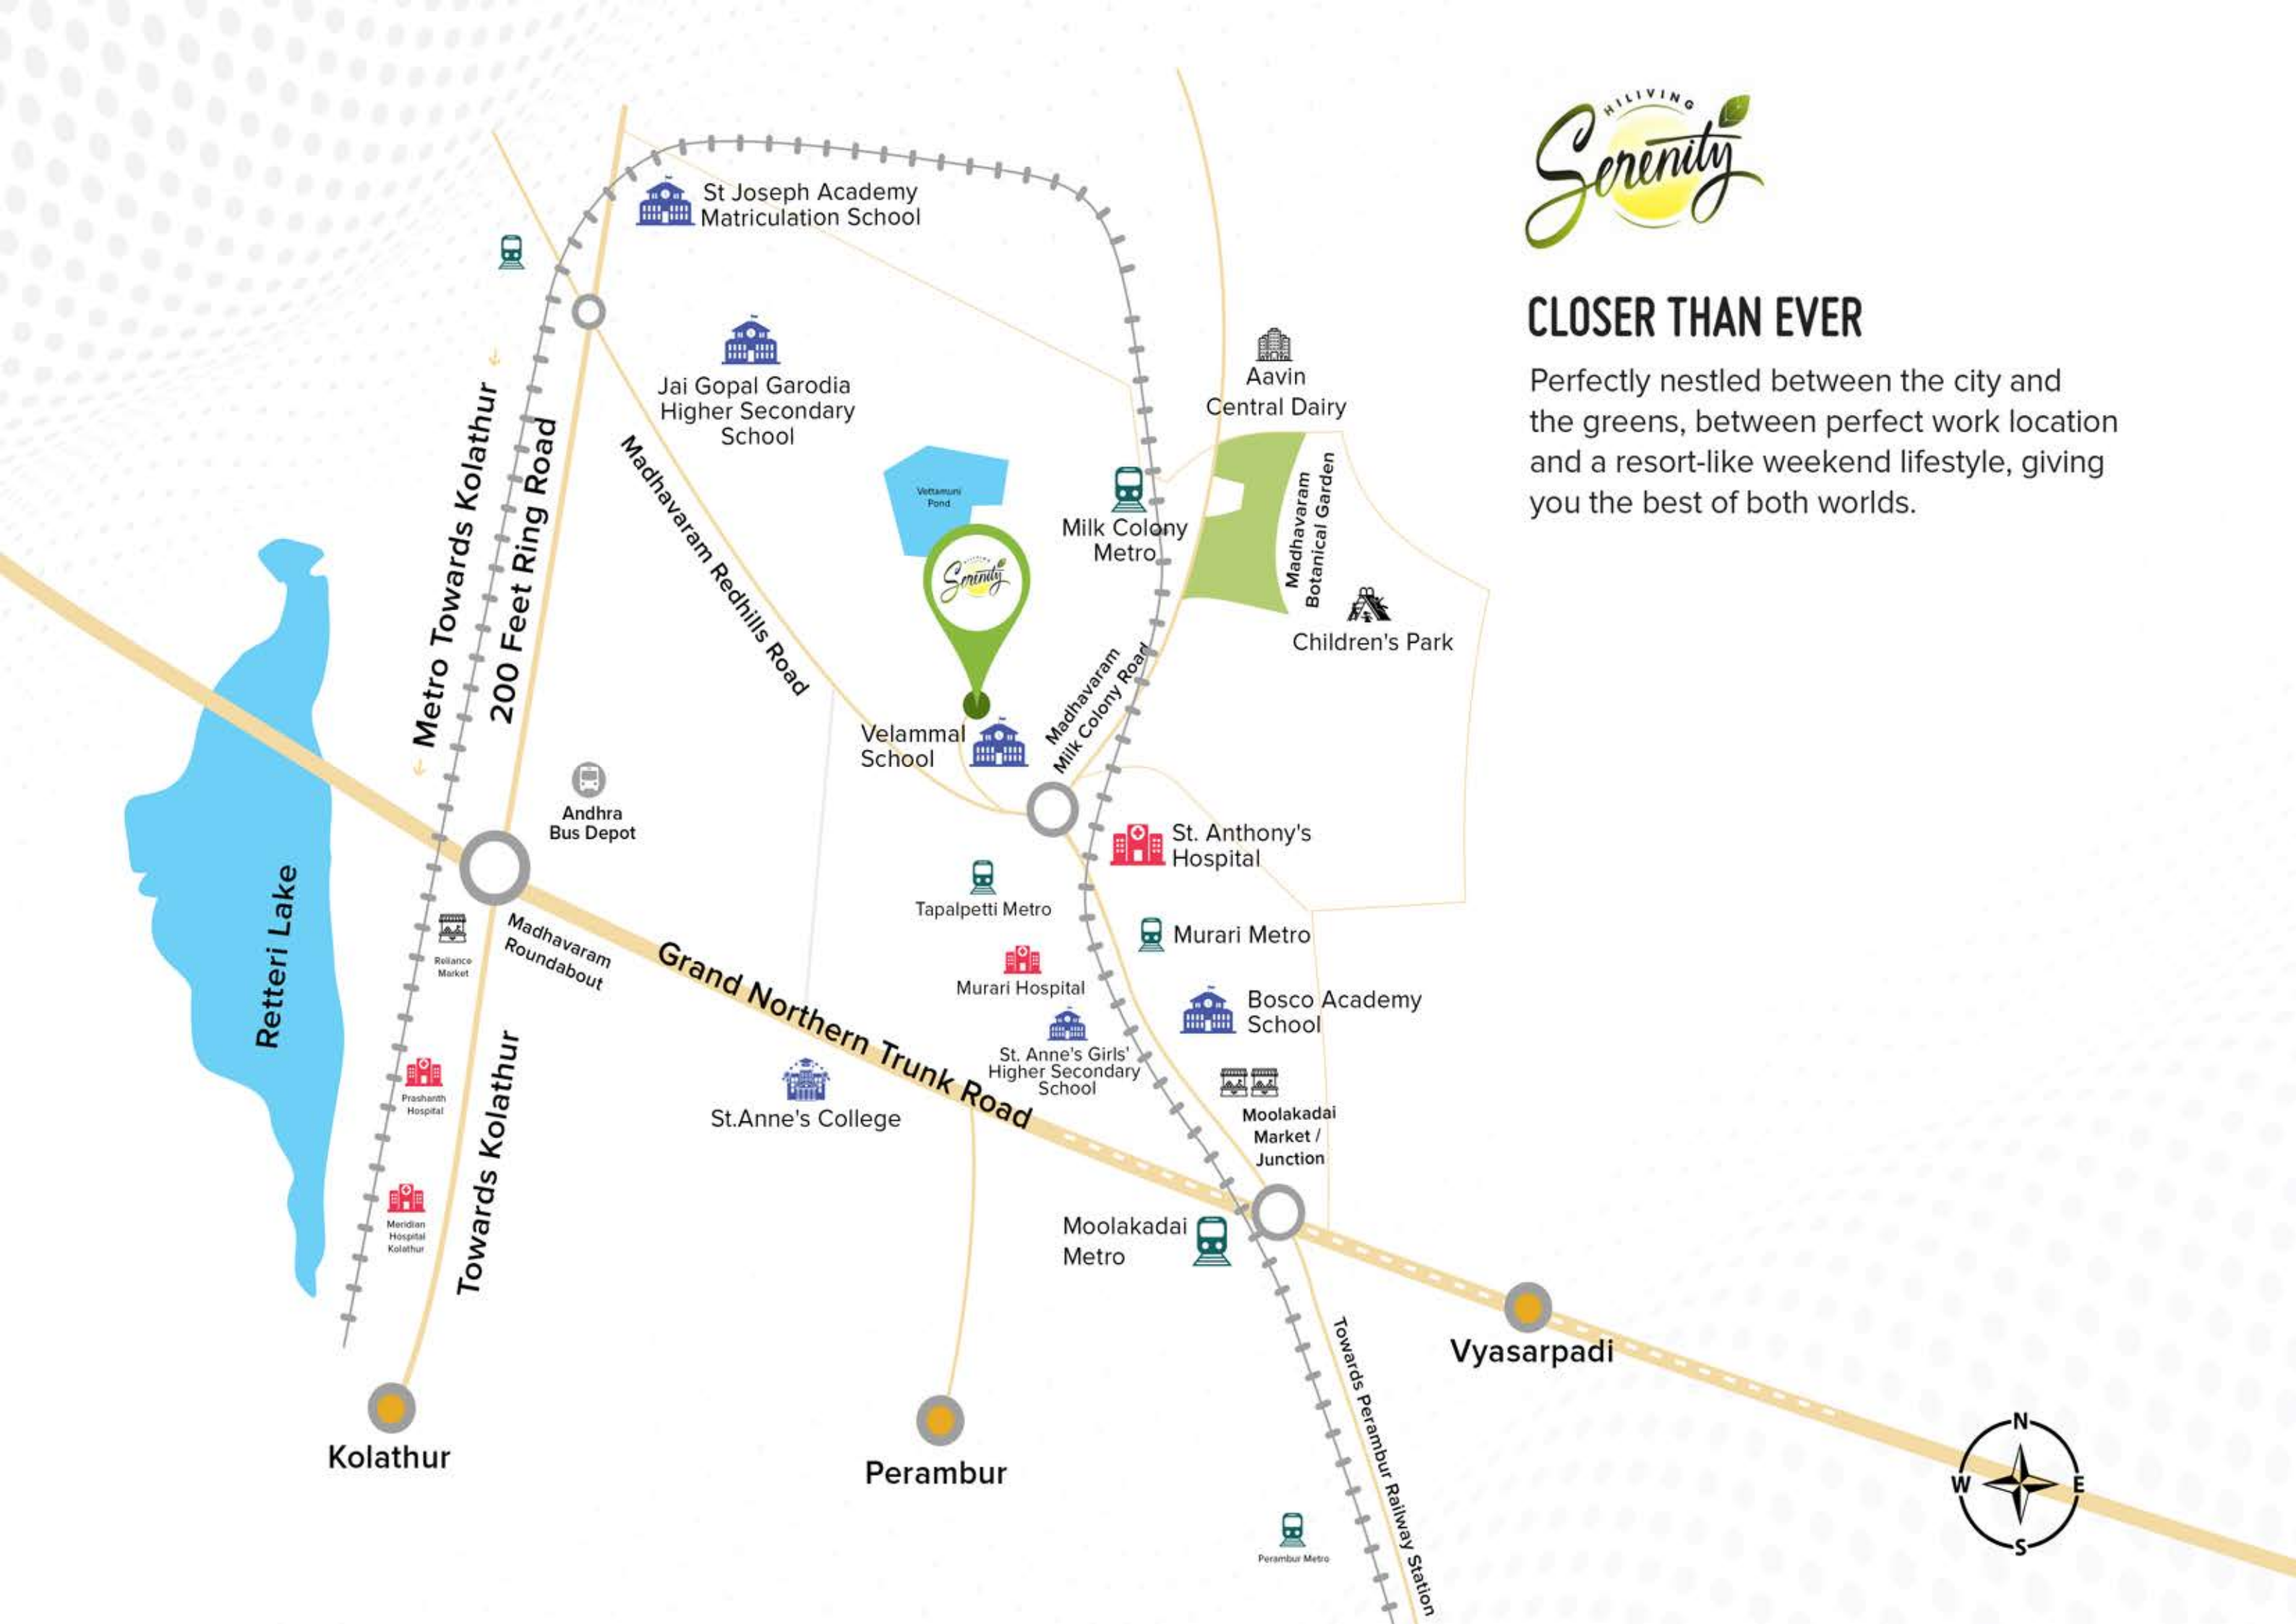 HILIVING
Serenity
CLOSER THAN EVER
Perfectly nestled between the city and
the greens, between perfect work location
and a resort-like weekend lifestyle, giving
you the best of both worlds.
St Joseph Academy
Matriculation School
Jai Gopal Garodia
Higher Secondary
School
Aavin
Central Dairy
Metro Towards Kolathur
200 Feet Ring Road
Madhavaram Redhills Road
Vettamuni
Pond
HILIVING
Serenity
Milk Colony
Metro
Madhavaram
Botanical Garden
Children's Park
Madhavaram
Milk Colony Road
Velammal
School
Andhra
Bus Depot
St. Anthony's
Hospital
Retteri Lake
Tapalpetti Metro
Murari Metro
Reliance
Market
Madhavaram
Roundabout
Grand Northern Trunk Road
Murari Hospital
Bosco Academy
School
St. Anne's Girls'
Higher Secondary
School
Prashanth
Hospital
Towards Kolathur
St.Anne's College
Moolakadai
Market /
Junction
Meridian
Hospital
Kolathur
Moolakadai
Metro
Vyasarpadi
Towards Perambur Railway Station
Kolathur
Perambur
Perambur Metro
N
W
E
S